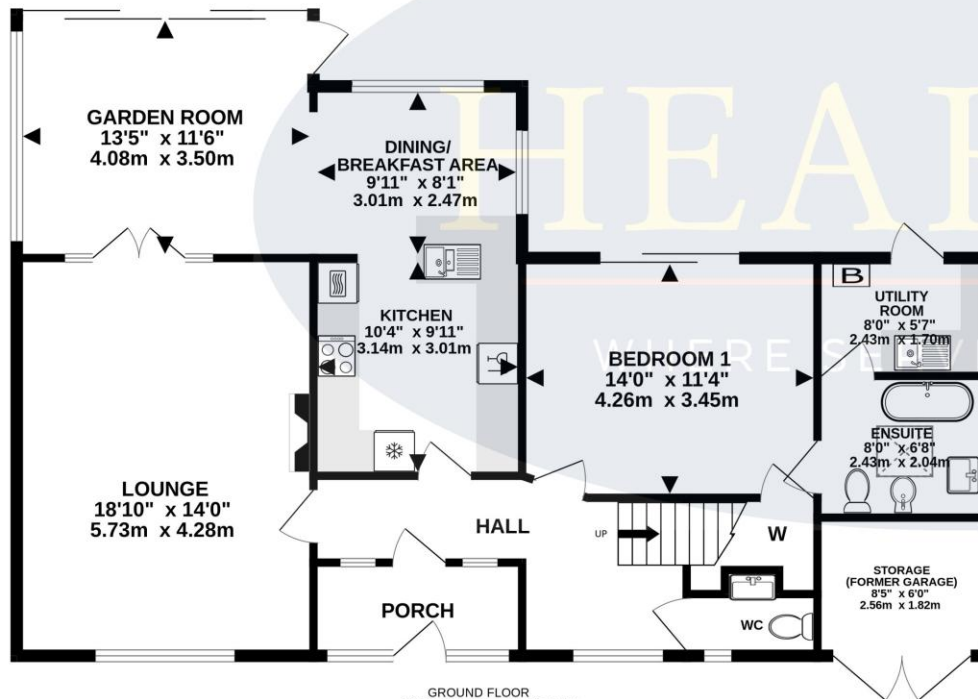 GARDEN ROOM
13'5" x 11'6"
4.08m x 3.50m
DINING/
BREAKFAST AREA
9'11" x 8'1"
3.01m x 2.47m
HEA
B
UTILITY
ROOM
8'0" x 5'7"
2.43m x 1.70m
KITCHEN
10'4" x 9'11"
3.14m x 3.01m
WHERE SERV
BEDROOM 1
14'0" x 11'4"
4.26m x 3.45m
ENSUITE
8'0" x 6'8"
2.43m x 2.04m
LOUNGE
18'10" x 14'0"
5.73m x 4.28m
HALL
UP
W
STORAGE
(FORMER GARAGE)
8'5" x 6'0"
2.56m x 1.82m
PORCH
WC
GROUND FLOOR